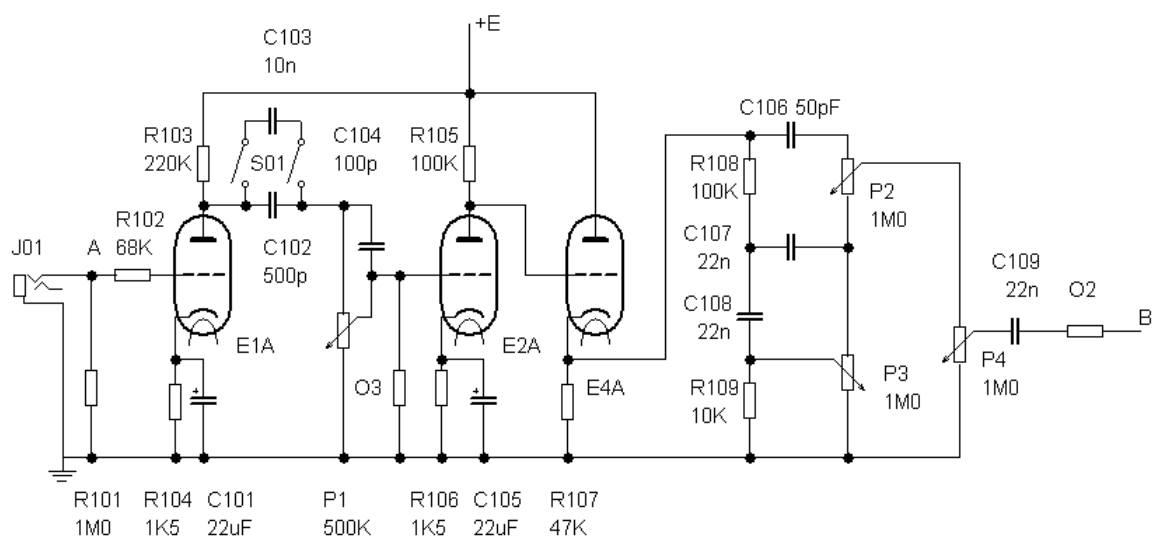 +E
C103
10n
C106 50pF
R103
220K
S01
C104
100p
R105
100K
R108
100K
P2
1M0
R102
68K
J01
A
C102
500p
C107
22n
C109
22n
O2
C108
22n
B
E1A
E2A
O3
E4A
R109
10K
P3
1M0
P4
1M0
+
+
R101
1M0
R104
1K5
C101
22uF
P1
500K
R106
1K5
C105
22uF
R107
47K